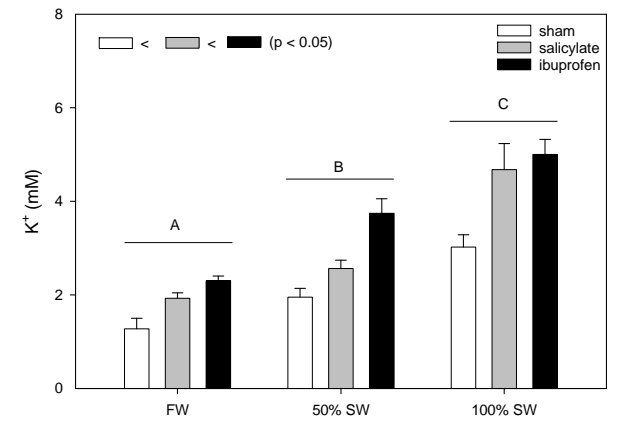 8
6
4
2
0
K+ (mM)
< < (p < 0.05)
sham
salicylate
ibuprofen
A
B
C
FW 50% SW 100% SW